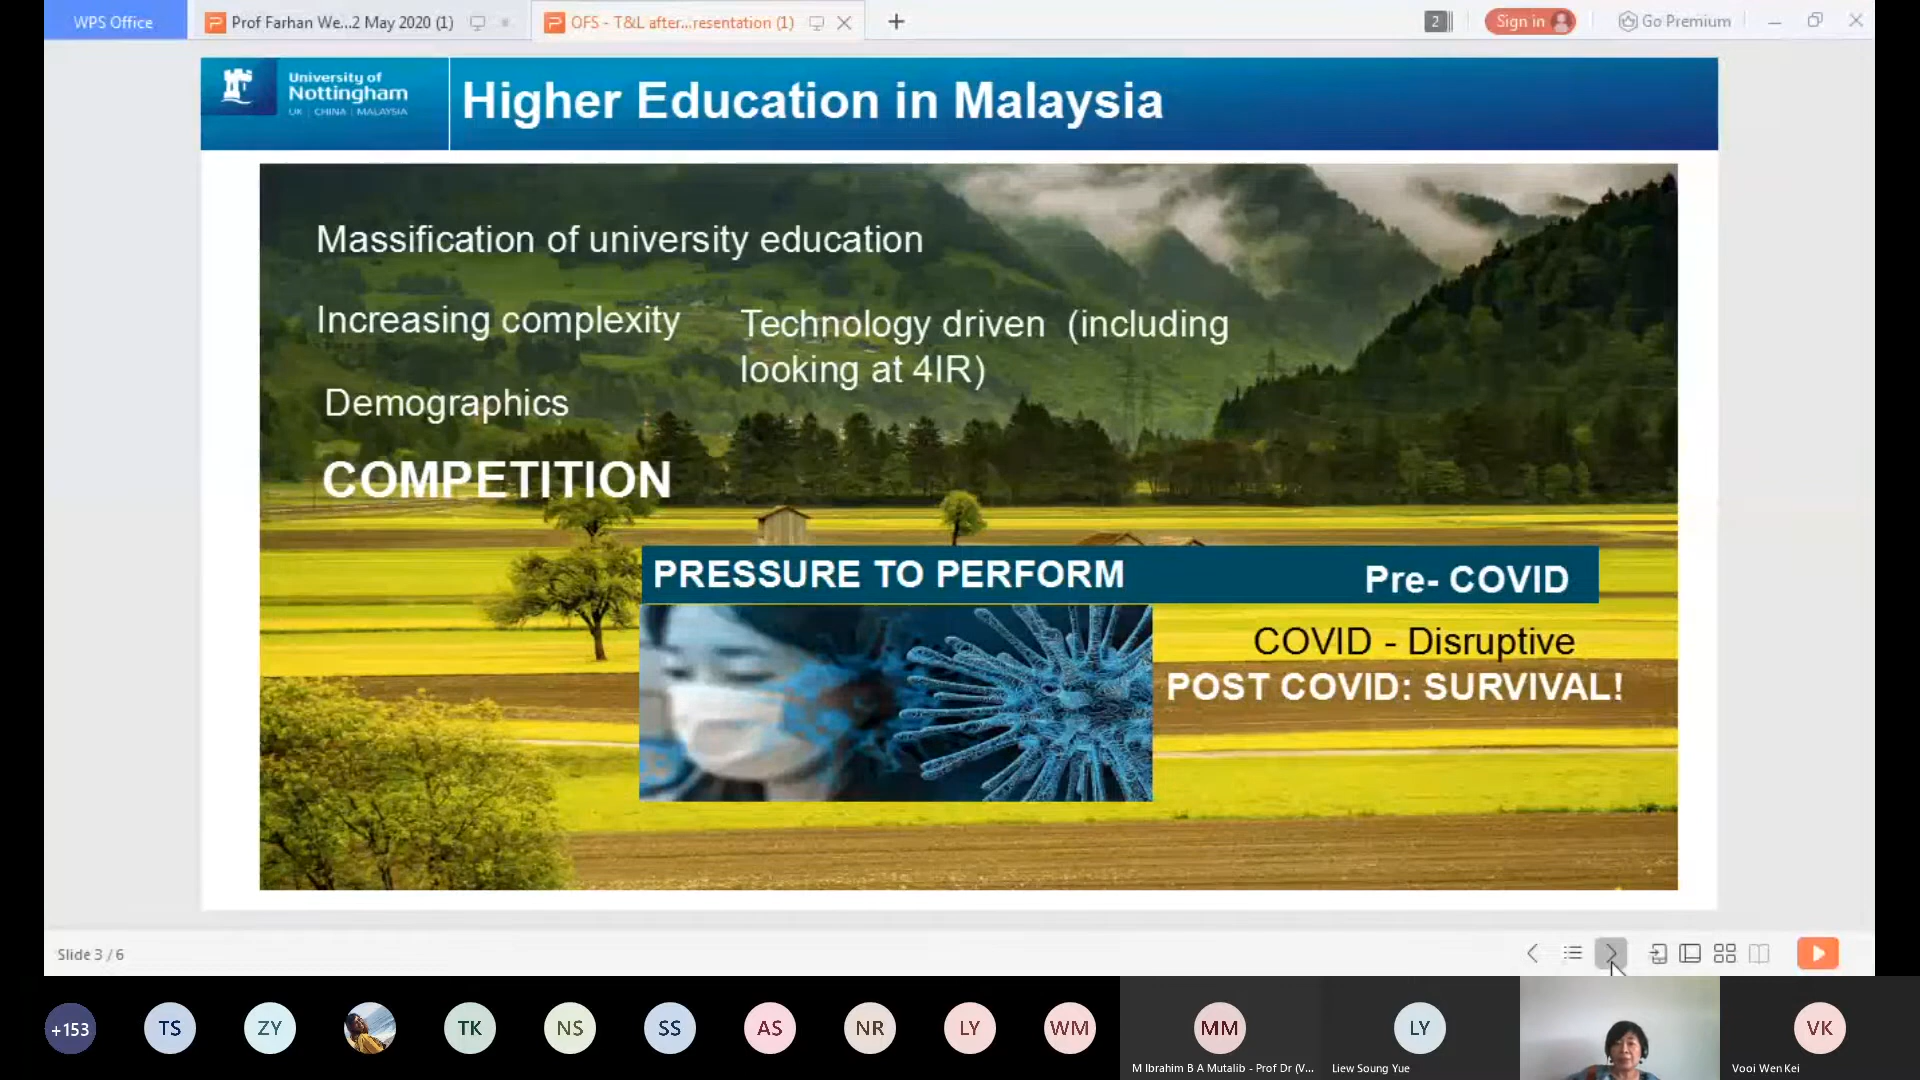 WPS Office
Prof Farhan We...2 May 2020 (1)
OFS - T&L after...resentation (1)
2
Sign in
Go Premium
University of
Nottingham
UK | CHINA | MALAYSIA
Higher Education in Malaysia
Massification of university education
Increasing complexity
Technology driven (including
looking at 4IR)
Demographics
COMPETITION
PRESSURE TO PERFORM
Pre- COVID
COVID - Disruptive
POST COVID: SURVIVAL!
Slide 3 / 6
+153
TS
ZY
TK
NS
SS
AS
NR
LY
WM
MM
LY
VK
M Ibrahim B A Mutalib - Prof Dr (V...
Liew Soung Yue
Vooi Wen Kei